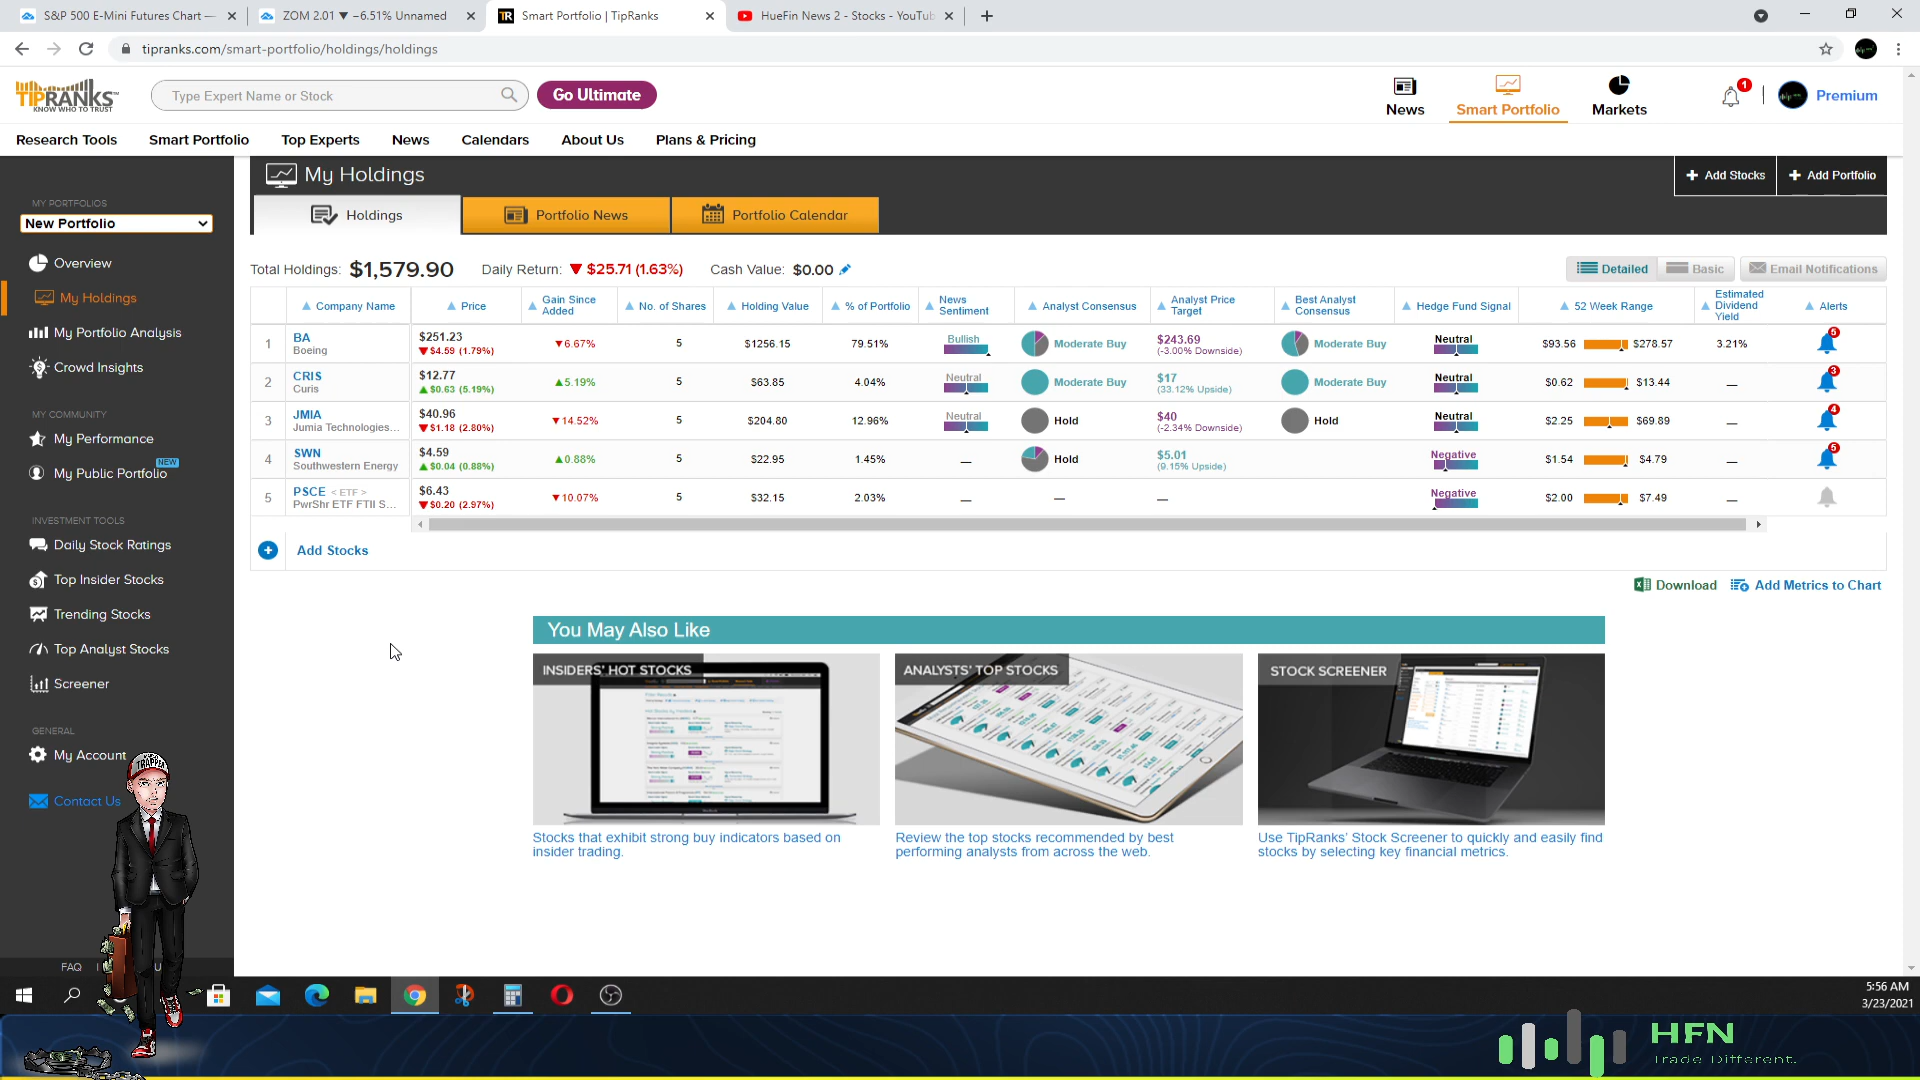 S&P 500 E-Mini Futures Chart —
ZOM 2.01 ▼ −6.51% Unnamed
TR Smart Portfolio | TipRanks
HueFin News 2 - Stocks - YouTub
tipranks.com/smart-portfolio/holdings/holdings
TIPRANKS
KNOW WHO TO TRUST
Type Expert Name or Stock
Go Ultimate
News
Smart Portfolio
Markets
1
Premium
Research Tools
Smart Portfolio
Top Experts
News
Calendars
About Us
Plans & Pricing
MY PORTFOLIOS
New Portfolio
Overview
My Holdings
My Portfolio Analysis
Crowd Insights
MY COMMUNITY
My Performance
My Public Portfolio NEW
INVESTMENT TOOLS
Daily Stock Ratings
Top Insider Stocks
Trending Stocks
Top Analyst Stocks
Screener
GENERAL
My Account
Contact Us
TRAPPER
FAQ
My Holdings
+ Add Stocks
+ Add Portfolio
Holdings
Portfolio News
Portfolio Calendar
Total Holdings: $1,579.90 Daily Return: ▼ $25.71 (1.63%) Cash Value: $0.00
Detailed
Basic
Email Notifications
Company Name Price Gain Since Added No. of Shares Holding Value % of Portfolio News Sentiment Analyst Consensus Analyst Price Target Best Analyst Consensus Hedge Fund Signal 52 Week Range Estimated Dividend Yield Alerts
1 BA Boeing $251.23 ▼$4.59 (1.79%) ▼6.67% 5 $1256.15 79.51% Bullish Moderate Buy $243.69 (-3.00% Downside) Moderate Buy Neutral $93.56 $278.57 3.21% 5
2 CRIS Curis $12.77 ▲$0.63 (5.19%) ▲5.19% 5 $63.85 4.04% Neutral Moderate Buy $17 (33.12% Upside) Moderate Buy Neutral $0.62 $13.44 — 3
3 JMIA Jumia Technologies... $40.96 ▼$1.18 (2.80%) ▼14.52% 5 $204.80 12.96% Neutral Hold $40 (-2.34% Downside) Hold Neutral $2.25 $69.89 — 4
4 SWN Southwestern Energy $4.59 ▲$0.04 (0.88%) ▲0.88% 5 $22.95 1.45% — Hold $5.01 (9.15% Upside) Negative $1.54 $4.79 — 5
5 PSCE < ETF > PwrShr ETF FTII S... $6.43 ▼$0.20 (2.97%) ▼10.07% 5 $32.15 2.03% — — — Negative $2.00 $7.49 —
Add Stocks
Download
Add Metrics to Chart
You May Also Like
INSIDERS' HOT STOCKS
ANALYSTS' TOP STOCKS
STOCK SCREENER
Stocks that exhibit strong buy indicators based on
insider trading.
Review the top stocks recommended by best
performing analysts from across the web.
Use TipRanks' Stock Screener to quickly and easily find
stocks by selecting key financial metrics.
5:56 AM
3/23/2021
HFN
Trade Different.